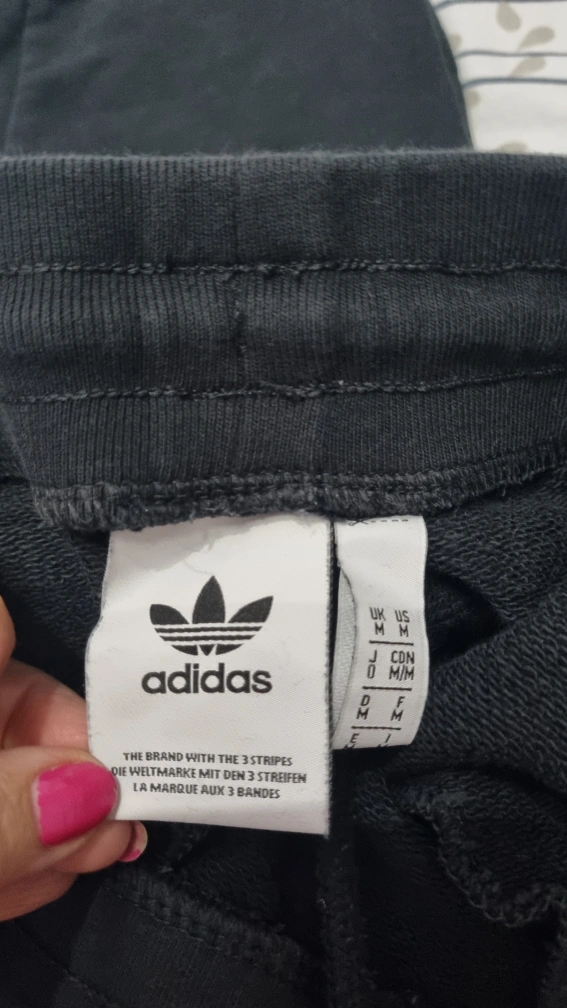 adidas
THE BRAND WITH THE 3 STRIPES
DIE WELTMARKE MIT DEN 3 STREIFEN
LA MARQUE AUX 3 BANDES
UK US
M M
J CDN
O M/M
D F
M M
E I